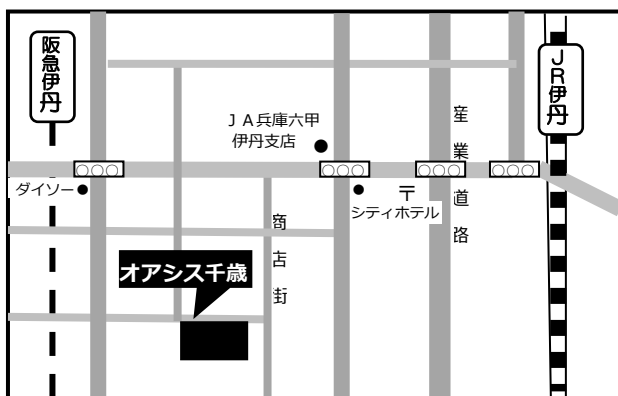 阪急伊丹
JR伊丹
JA兵庫六甲
伊丹支店
産業道路
ダイソー
〒
シティホテル
商店街
オアシス千歳